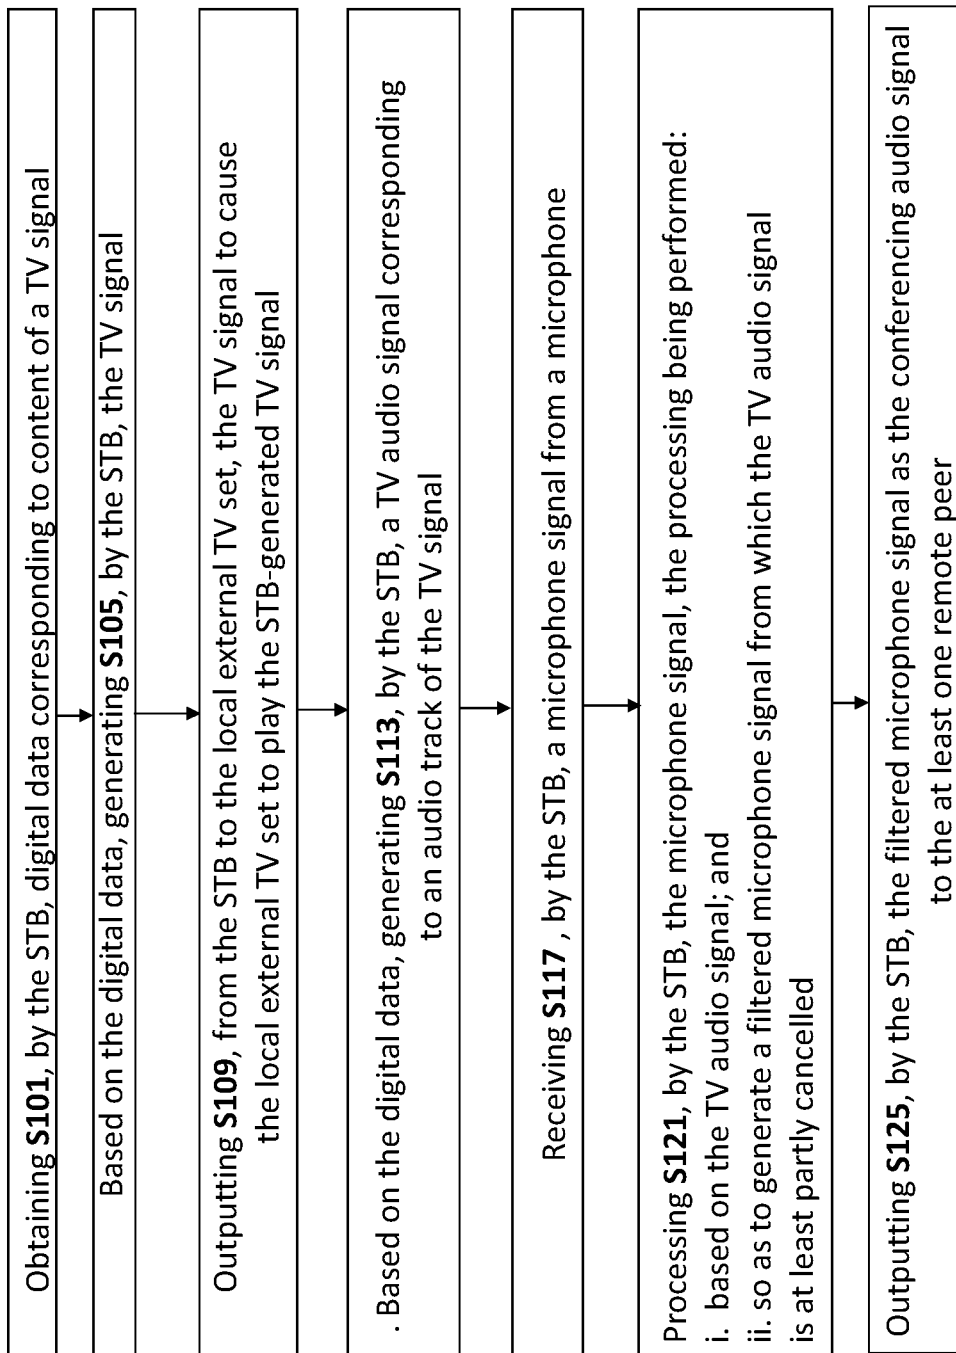 Obtaining S101, by the STB, digital data corresponding to content of a TV signal
Based on the digital data, generating S105, by the STB, the TV signal
Outputting S109, from the STB to the local external TV set, the TV signal to cause
the local external TV set to play the STB-generated TV signal
. Based on the digital data, generating S113, by the STB, a TV audio signal corresponding
to an audio track of the TV signal
Receiving S117 , by the STB, a microphone signal from a microphone
Processing S121, by the STB, the microphone signal, the processing being performed:
i. based on the TV audio signal; and
ii. so as to generate a filtered microphone signal from which the TV audio signal
is at least partly cancelled
Outputting S125, by the STB, the filtered microphone signal as the conferencing audio signal
to the at least one remote peer